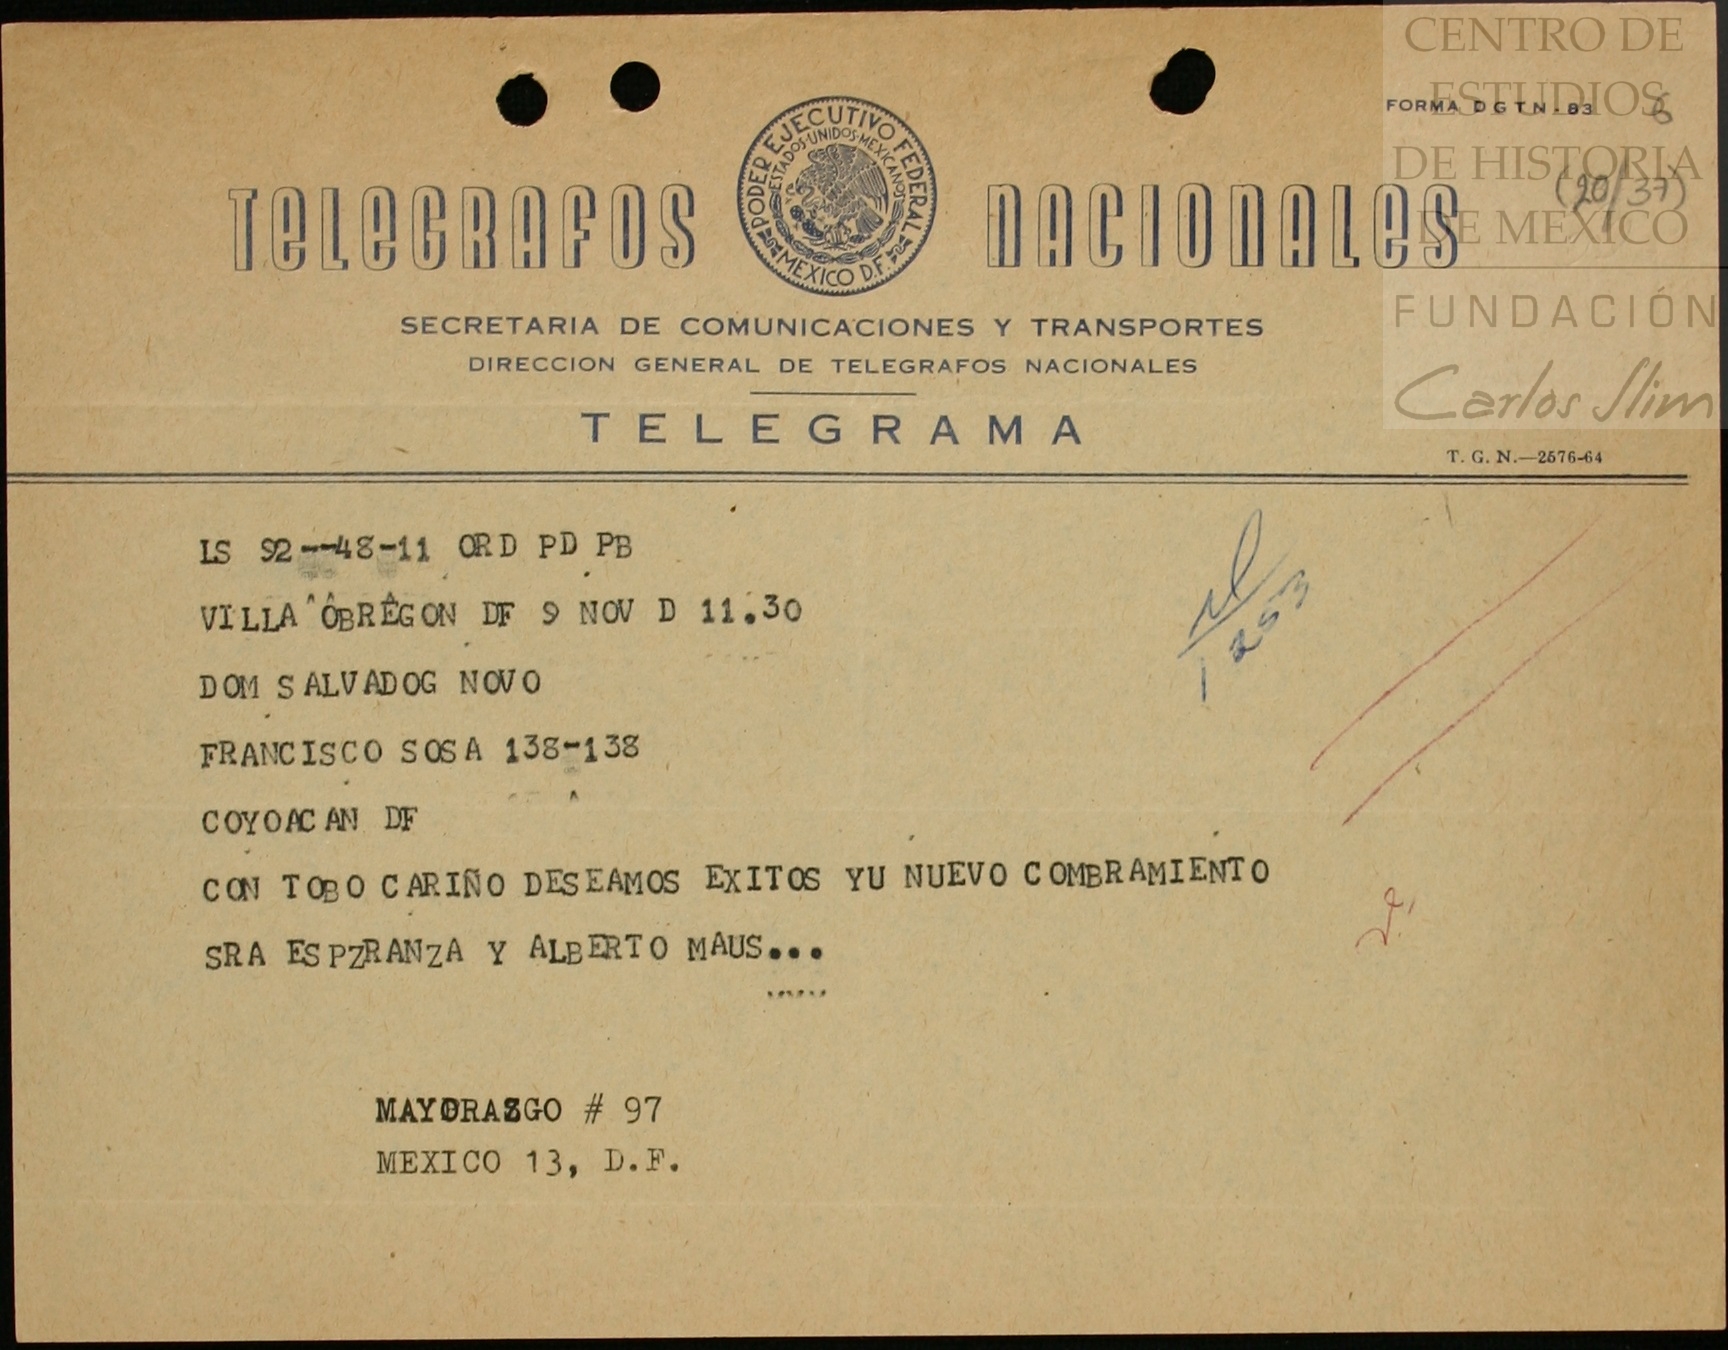 CENTRO DE
ESTUDIOS
DE HISTORIA
DE MEXICO
FUNDACIÓN
Carlos Slim
FORMA DGTN-83
(20/37)
TELEGRAFOS NACIONALES
PODER EJECUTIVO FEDERAL
ESTADOS·UNIDOS·MEXICANOS
MEXICO D.F.
SECRETARIA DE COMUNICACIONES Y TRANSPORTES
DIRECCION GENERAL DE TELEGRAFOS NACIONALES
TELEGRAMA
T. G. N.—2576-64
LS 92--48-11 ORD PD PB
VILLA OBREGON DF 9 NOV D 11.30
1253
DOM SALVADOG NOVO
FRANCISCO SOSA 138-138
COYOACAN DF
CON TOBO CARIÑO DESEAMOS EXITOS YU NUEVO COMBRAMIENTO
SRA ESPZRANZA Y ALBERTO MAUS...
MAYORAZGO # 97
MEXICO 13, D.F.